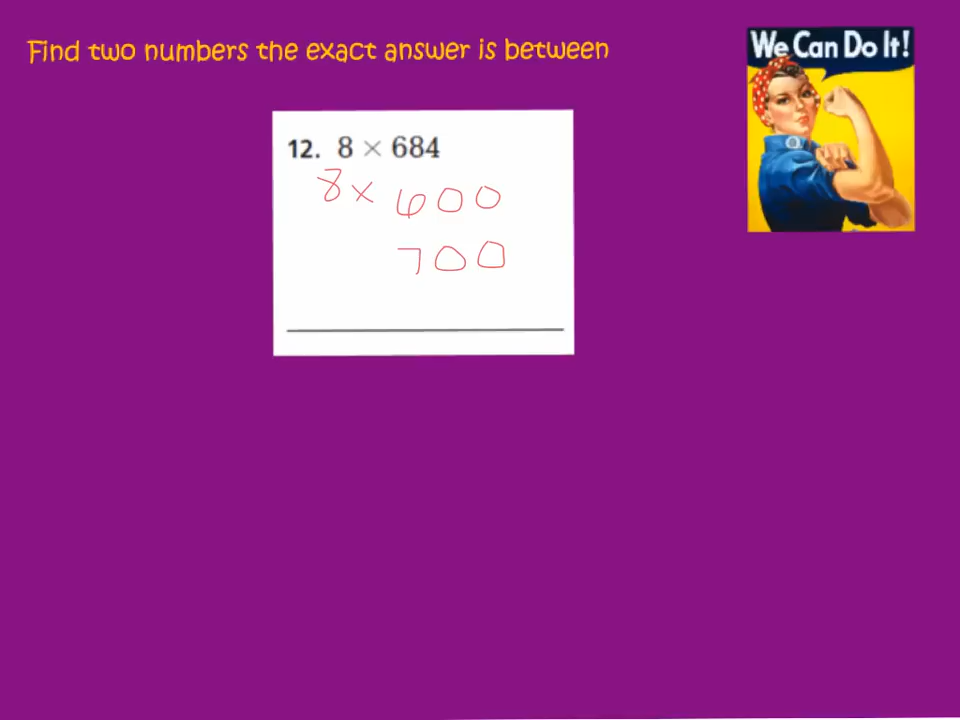 Find two numbers the exact answer is between
We Can Do It!
12. 8 × 684
8 × 600
700